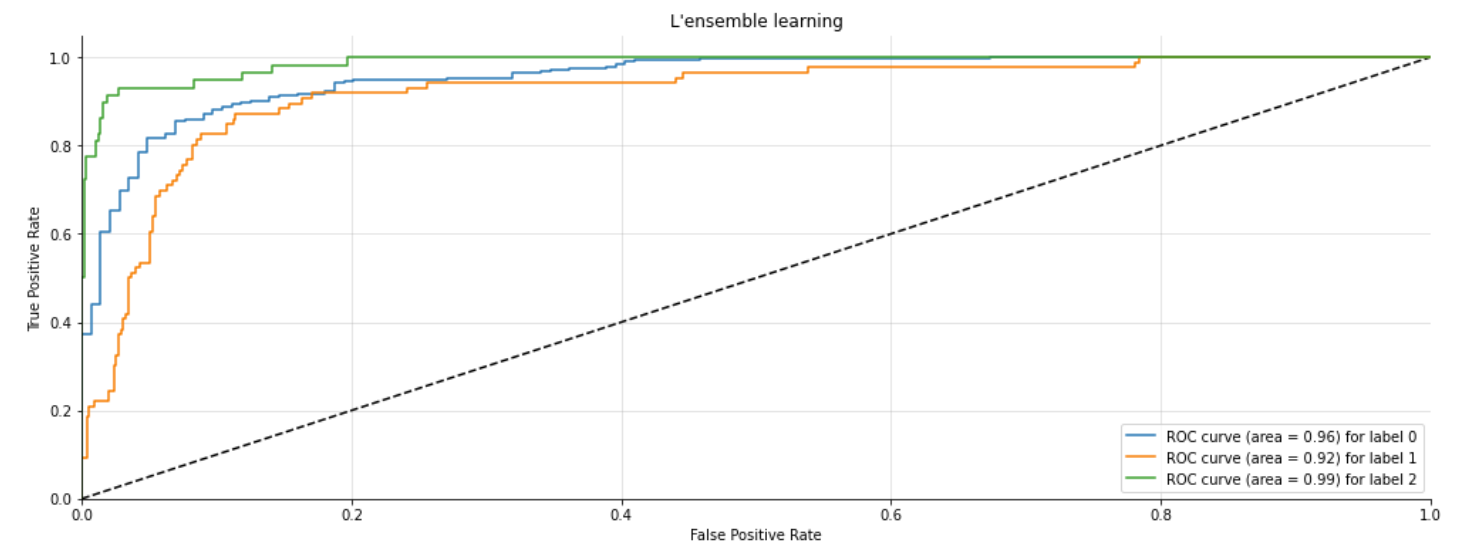 L'ensemble learning
1.0
0.8
0.6
0.4
0.2
0.0
True Positive Rate
0.0 0.2 0.4 0.6 0.8 1.0
False Positive Rate
ROC curve (area = 0.96) for label 0
ROC curve (area = 0.92) for label 1
ROC curve (area = 0.99) for label 2